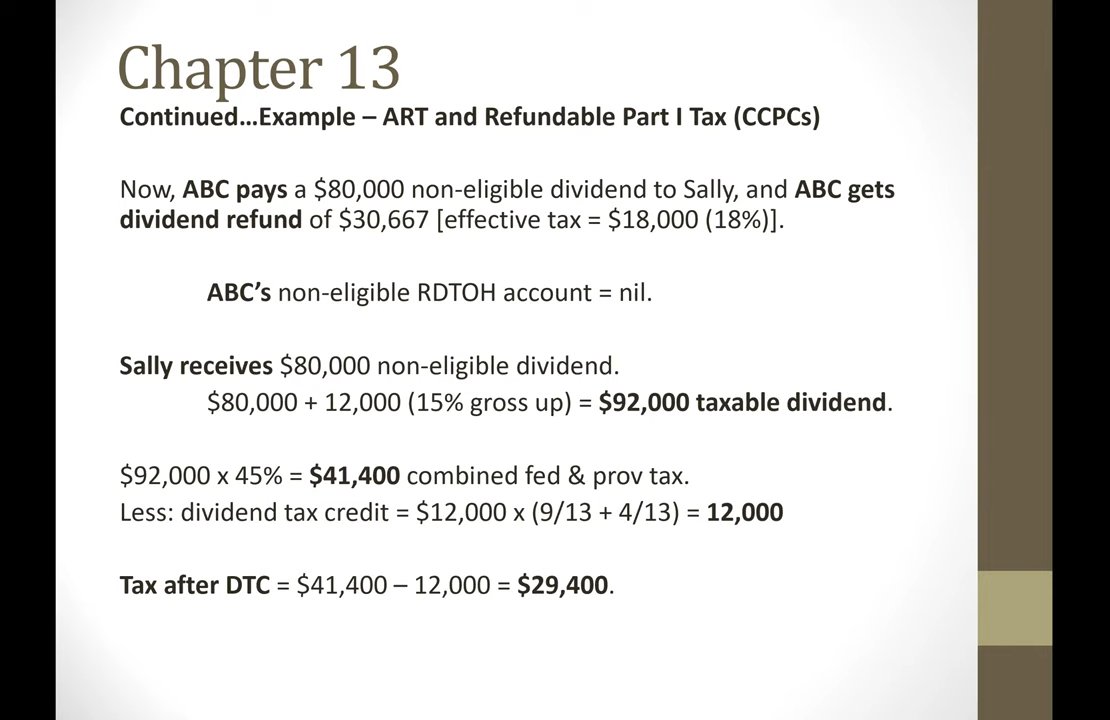 Chapter 13
Continued…Example – ART and Refundable Part I Tax (CCPCs)
Now, ABC pays a $80,000 non-eligible dividend to Sally, and ABC gets
dividend refund of $30,667 [effective tax = $18,000 (18%)].
ABC’s non-eligible RDTOH account = nil.
Sally receives $80,000 non-eligible dividend.
$80,000 + 12,000 (15% gross up) = $92,000 taxable dividend.
$92,000 x 45% = $41,400 combined fed & prov tax.
Less: dividend tax credit = $12,000 x (9/13 + 4/13) = 12,000
Tax after DTC = $41,400 – 12,000 = $29,400.